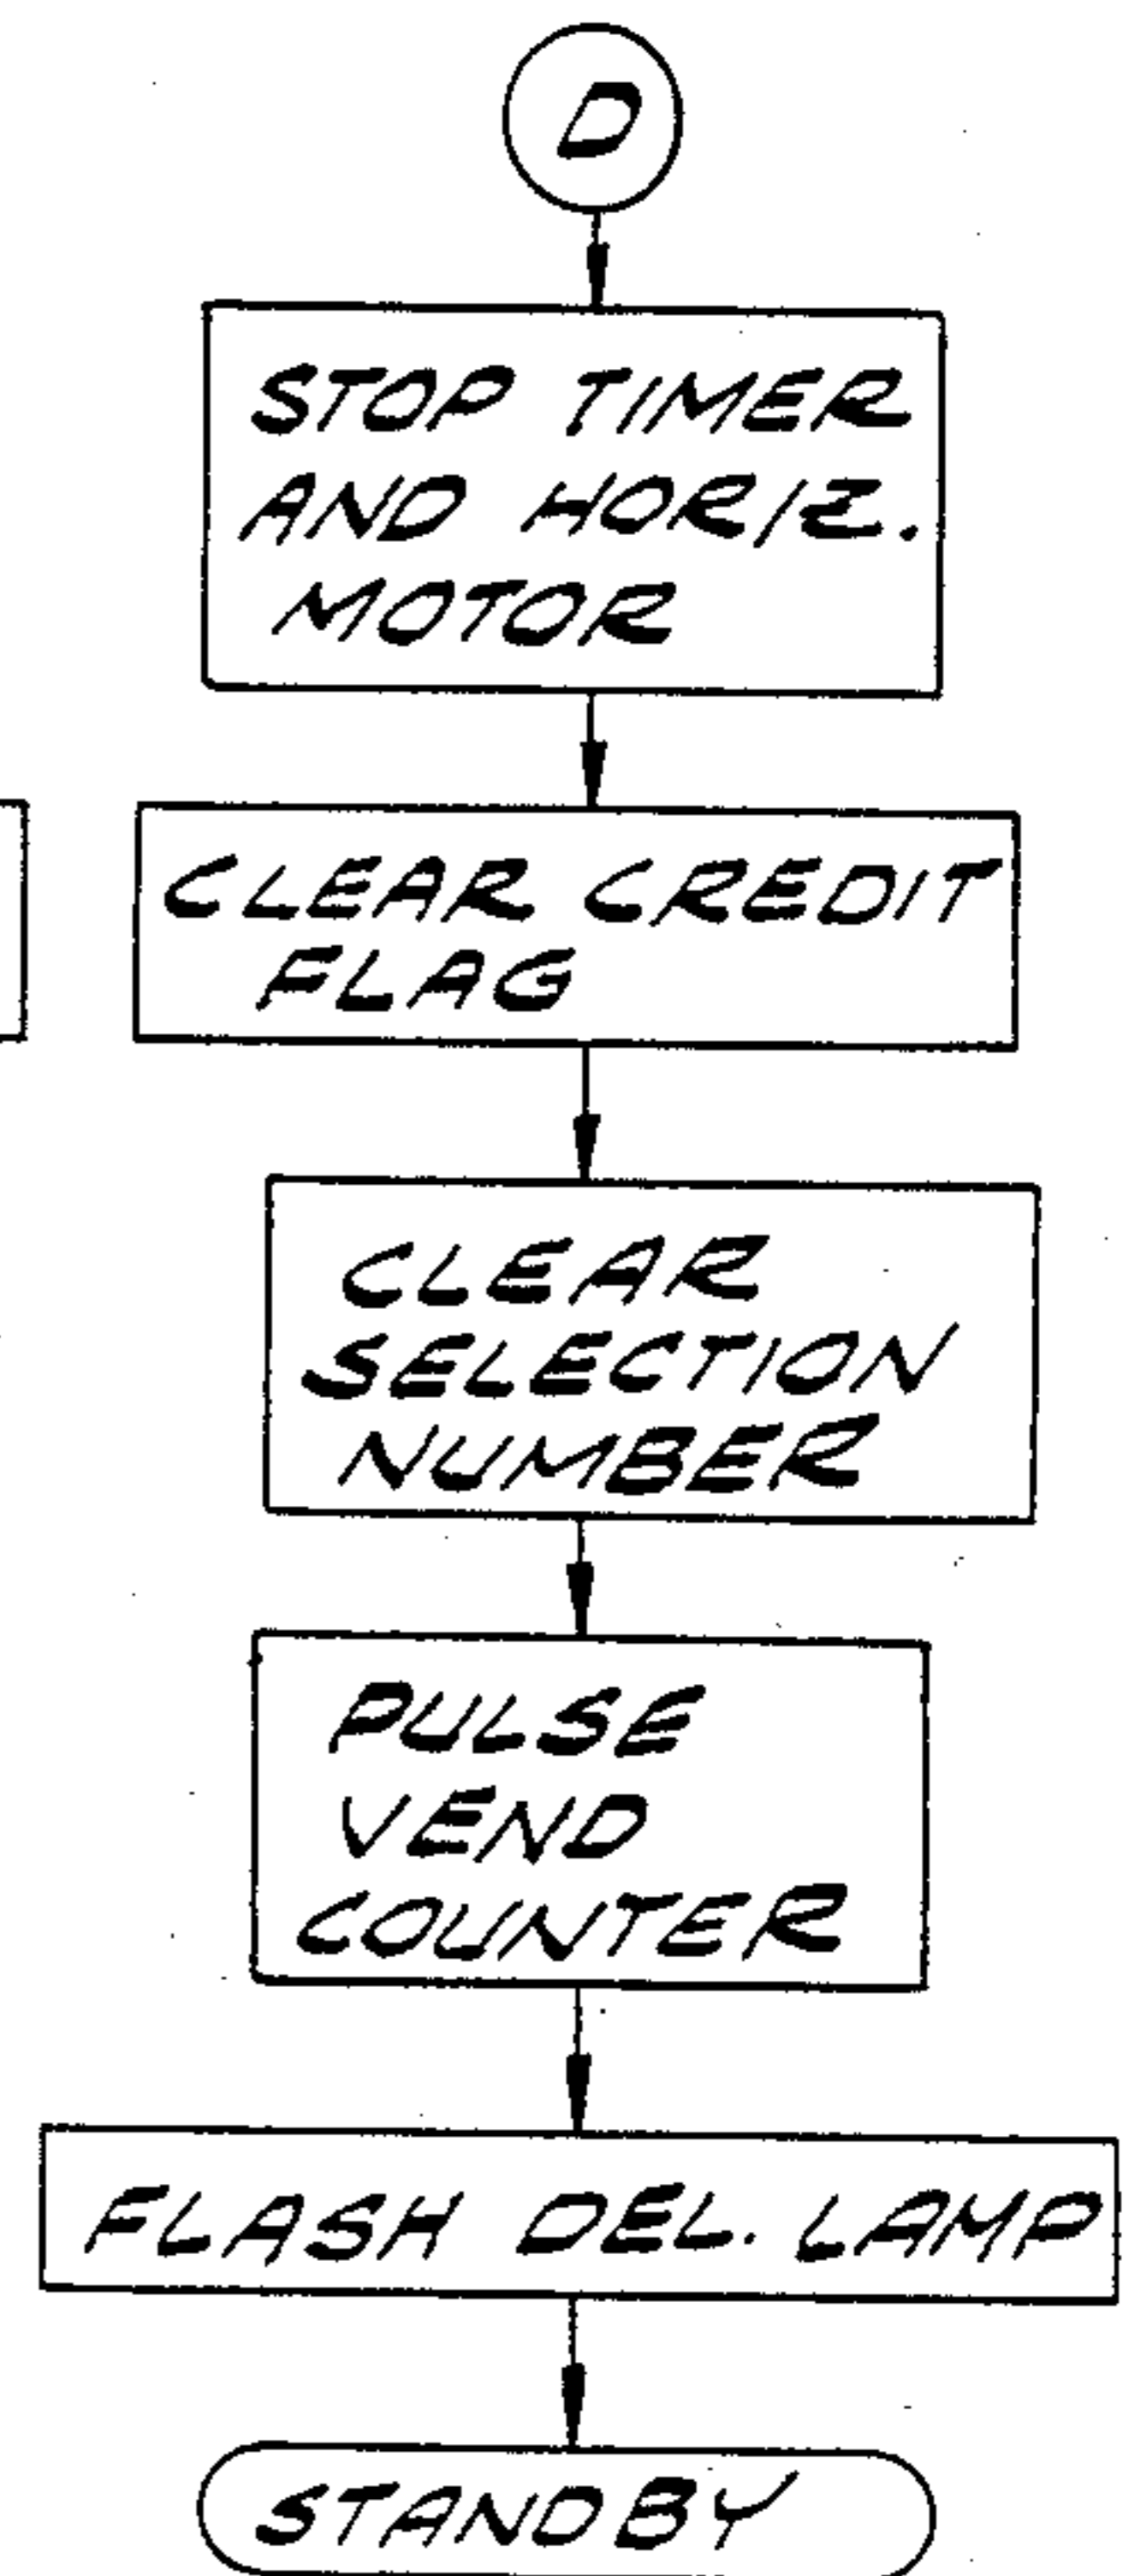 D
STOP TIMER
AND HORIZ.
MOTOR
CLEAR CREDIT
FLAG
CLEAR
SELECTION
NUMBER
PULSE
VEND
COUNTER
FLASH DEL. LAMP
STANDBY